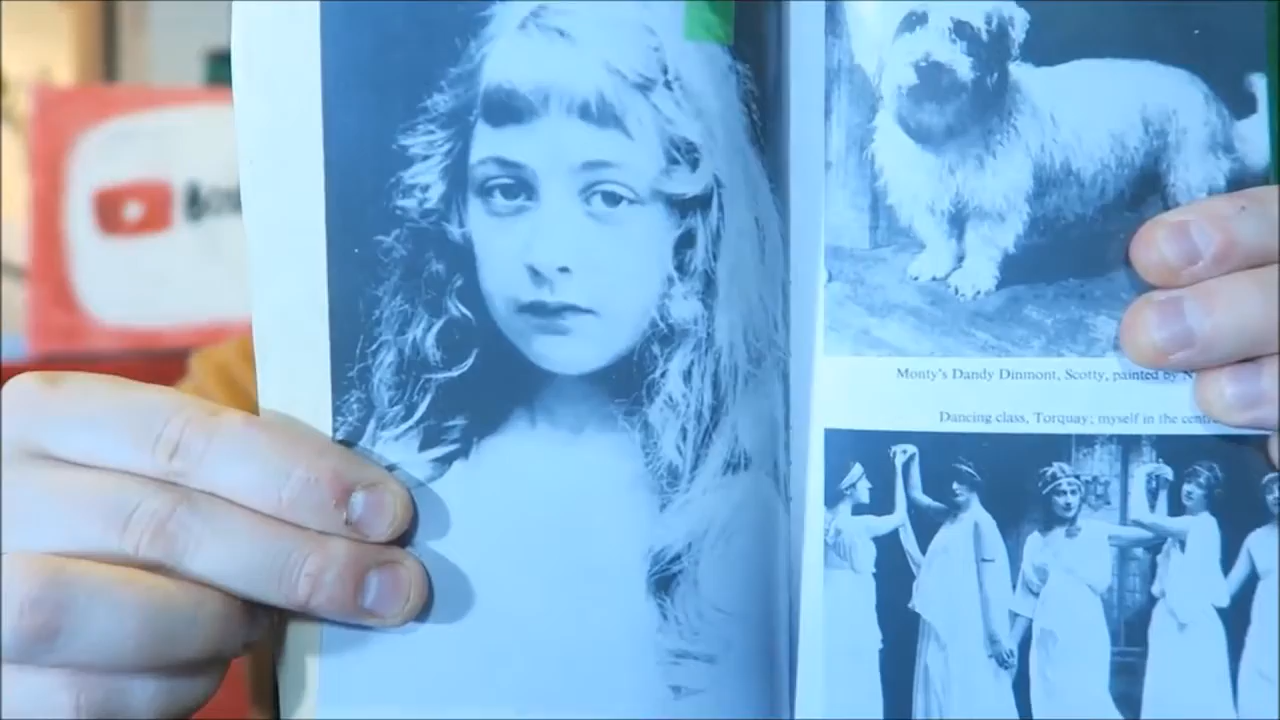 Monty's Dandy Dinmont, Scotty, painted by N
Dancing class, Torquay; myself in the centre